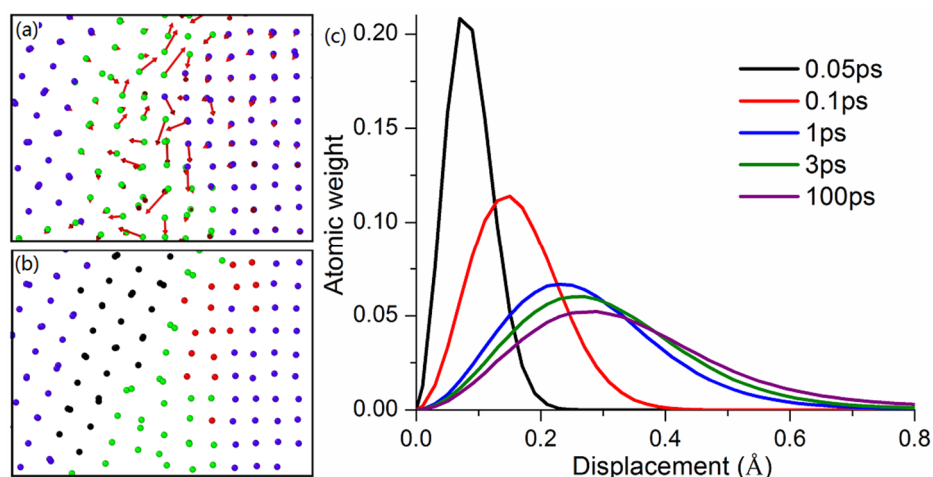 (a)
(b)
(c)
Atomic weight
0.20
0.15
0.10
0.05
0.00
0.05ps
0.1ps
1ps
3ps
100ps
0.0 0.2 0.4 0.6 0.8
Displacement (Å)